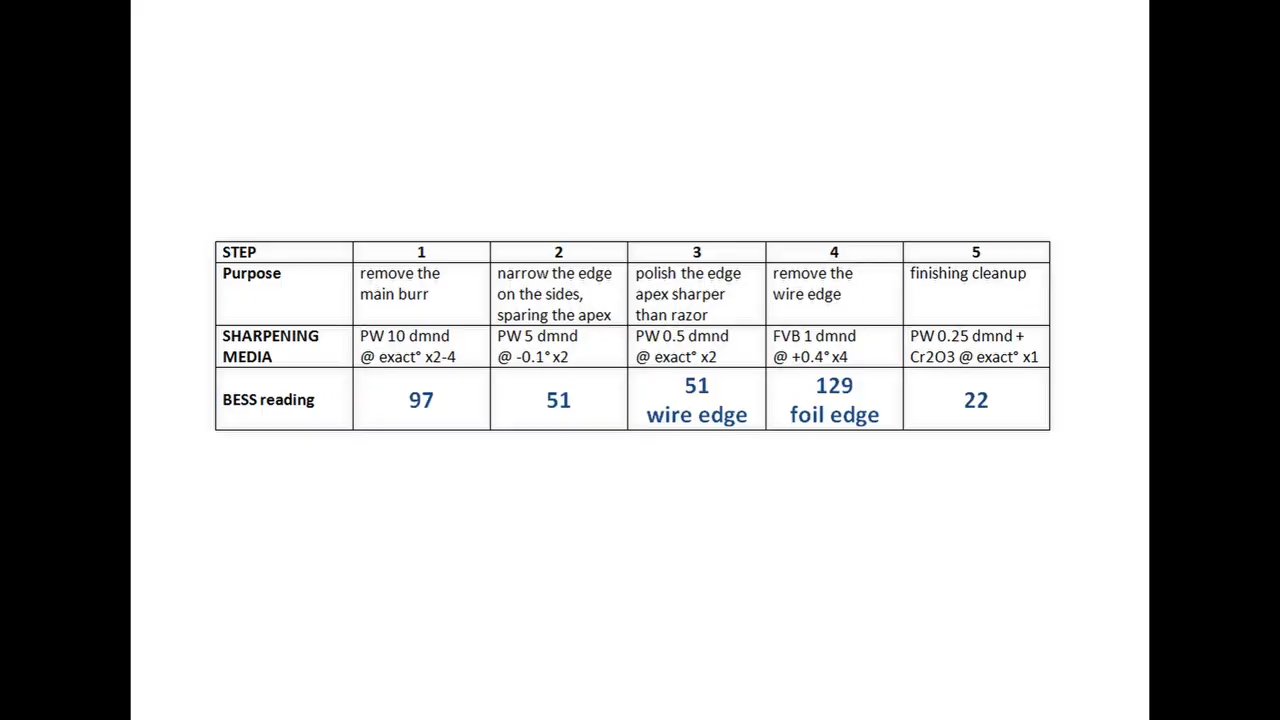 STEP 1 2 3 4 5
Purpose
remove the
main burr
narrow the edge
on the sides,
sparing the apex
polish the edge
apex sharper
than razor
remove the
wire edge
finishing cleanup
SHARPENING
MEDIA
PW 10 dmnd
@ exact° x2-4
PW 5 dmnd
@ -0.1° x2
PW 0.5 dmnd
@ exact° x2
FVB 1 dmnd
@ +0.4° x4
PW 0.25 dmnd +
Cr2O3 @ exact° x1
BESS reading
97
51
51
wire edge
129
foil edge
22